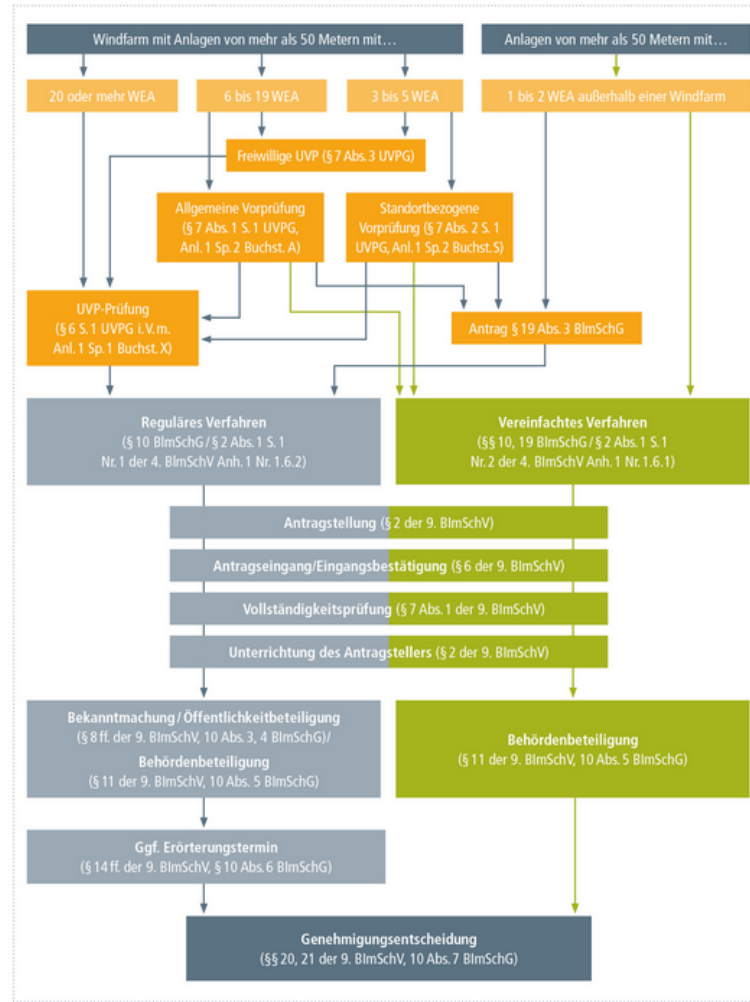 Windfarm mit Anlagen von mehr als 50 Metern mit…
Anlagen von mehr als 50 Metern mit…
20 oder mehr WEA
6 bis 19 WEA
3 bis 5 WEA
1 bis 2 WEA außerhalb einer Windfarm
Freiwillige UVP (§ 7 Abs. 3 UVPG)
Allgemeine Vorprüfung
(§ 7 Abs. 1 S. 1 UVPG,
Anl. 1 Sp. 2 Buchst. A)
Standortbezogene
Vorprüfung (§ 7 Abs. 2 S. 1
UVPG, Anl. 1 Sp. 2 Buchst. S)
UVP-Prüfung
(§ 6 S. 1 UVPG i. V. m.
Anl. 1 Sp. 1 Buchst. X)
Antrag § 19 Abs. 3 BImSchG
Reguläres Verfahren
(§ 10 BImSchG / § 2 Abs. 1 S. 1
Nr. 1 der 4. BImSchV Anh. 1 Nr. 1.6.2)
Vereinfachtes Verfahren
(§§ 10, 19 BImSchG / § 2 Abs. 1 S. 1
Nr. 2 der 4. BImSchV Anh. 1 Nr. 1.6.1)
Antragstellung (§ 2 der 9. BImSchV)
Antragseingang/Eingangsbestätigung (§ 6 der 9. BImSchV)
Vollständigkeitsprüfung (§ 7 Abs. 1 der 9. BImSchV)
Unterrichtung des Antragstellers (§ 2 der 9. BImSchV)
Bekanntmachung / Öffentlichkeitbeteiligung
(§ 8 ff. der 9. BImSchV, 10 Abs. 3, 4 BImSchG)/
Behördenbeteiligung
(§ 11 der 9. BImSchV, 10 Abs. 5 BImSchG)
Behördenbeteiligung
(§ 11 der 9. BImSchV, 10 Abs. 5 BImSchG)
Ggf. Erörterungstermin
(§ 14 ff. der 9. BImSchV, § 10 Abs. 6 BImSchG)
Genehmigungsentscheidung
(§§ 20, 21 der 9. BImSchV, 10 Abs. 7 BImSchG)